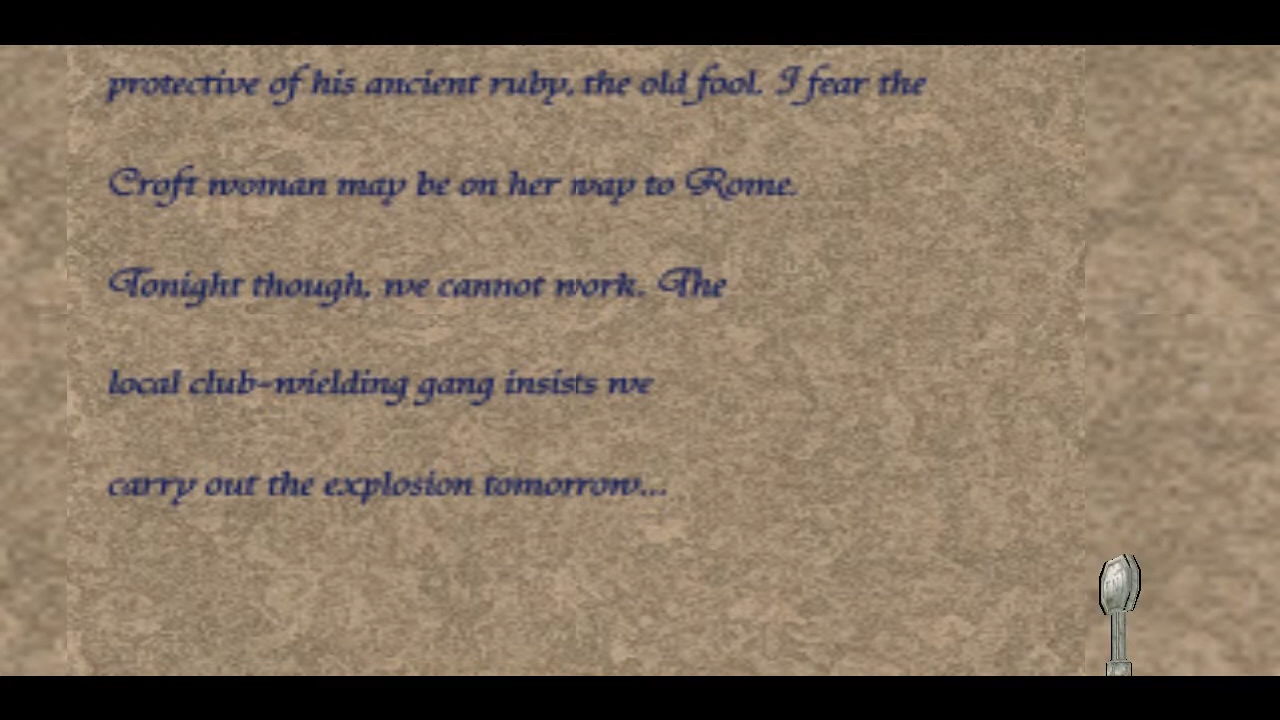 protective of his ancient ruby, the old fool. I fear the
Croft woman may be on her way to Rome.
Tonight though, we cannot work. The
local club-wielding gang insists we
carry out the explosion tomorrow...